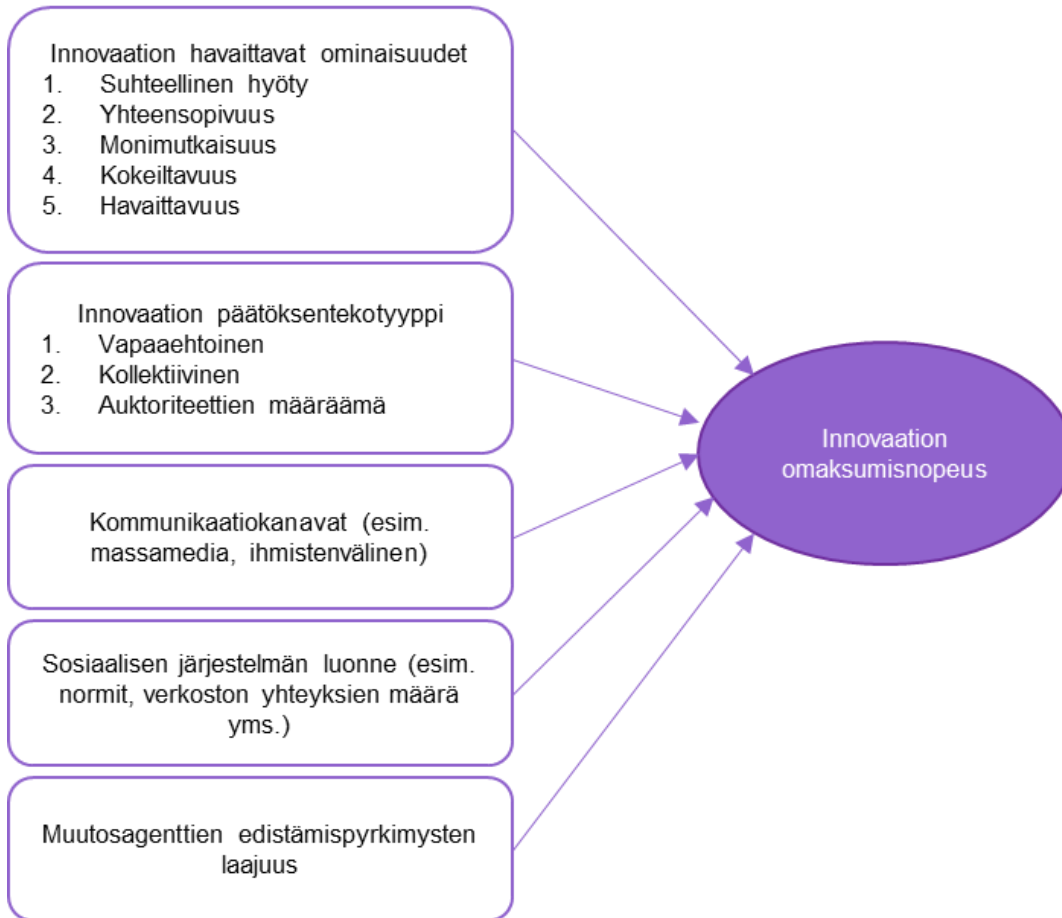 Innovaation havaittavat ominaisuudet
1. Suhteellinen hyöty
2. Yhteensopivuus
3. Monimutkaisuus
4. Kokeiltavuus
5. Havaittavuus
Innovaation päätöksentekotyyppi
1. Vapaaehtoinen
2. Kollektiivinen
3. Auktoriteettien määräämä
Kommunikaatiokanavat (esim.
massamedia, ihmistenvälinen)
Sosiaalisen järjestelmän luonne (esim.
normit, verkoston yhteyksien määrä
yms.)
Muutosagenttien edistämispyrkimysten
laajuus
Innovaation
omaksumisnopeus